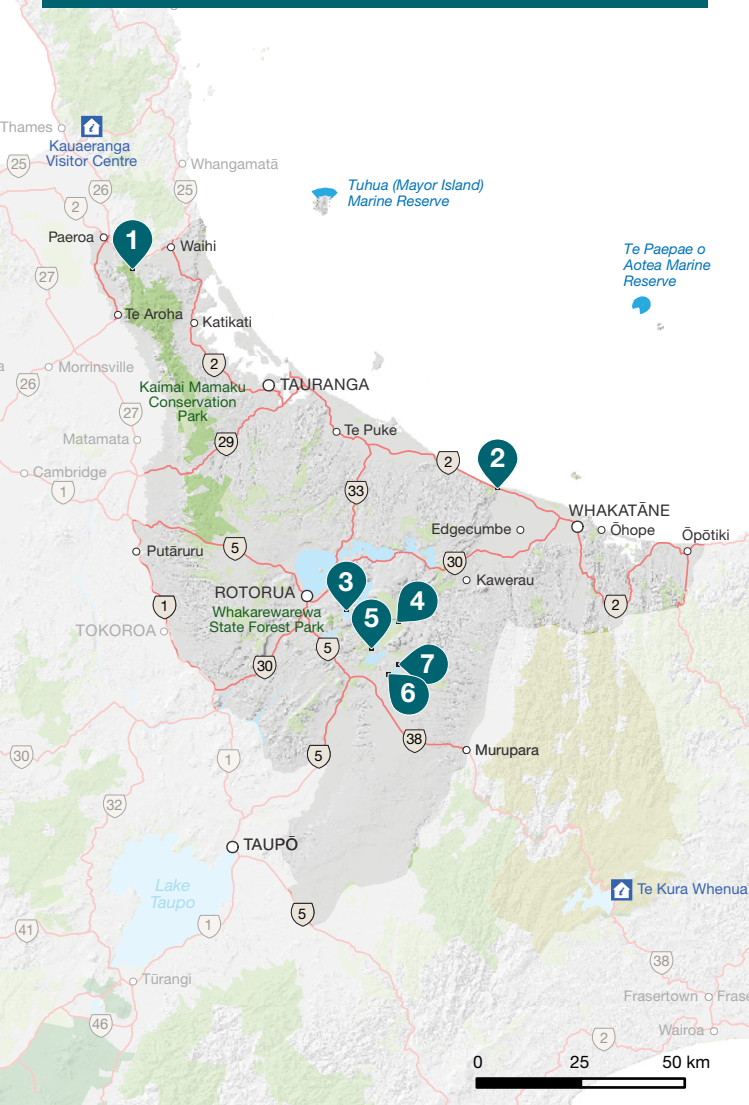 Thames
Kauaeranga
Visitor Centre
25
Whangamatā
26
25
2
Tuhua (Mayor Island)
Marine Reserve
Paeroa
1
Waihi
Te Paepae o
Aotea Marine
Reserve
27
Te Aroha
Katikati
2
Morrinsville
26
Kaimai Mamaku
Conservation
Park
TAURANGA
27
Matamata
29
Te Puke
2
2
Cambridge
1
33
WHAKATĀNE
Edgecumbe
Ōhope
Ōpōtiki
Putāruru
5
30
Kawerau
ROTORUA
3
4
Whakarewarewa
State Forest Park
5
1
2
TOKOROA
5
30
7
6
38
Murupara
30
1
5
32
TAUPŌ
Lake
Taupo
Te Kura Whenua
5
1
41
38
Tūrangi
Frasertown
Frase
46
2
Wairoa
0
25
50 km